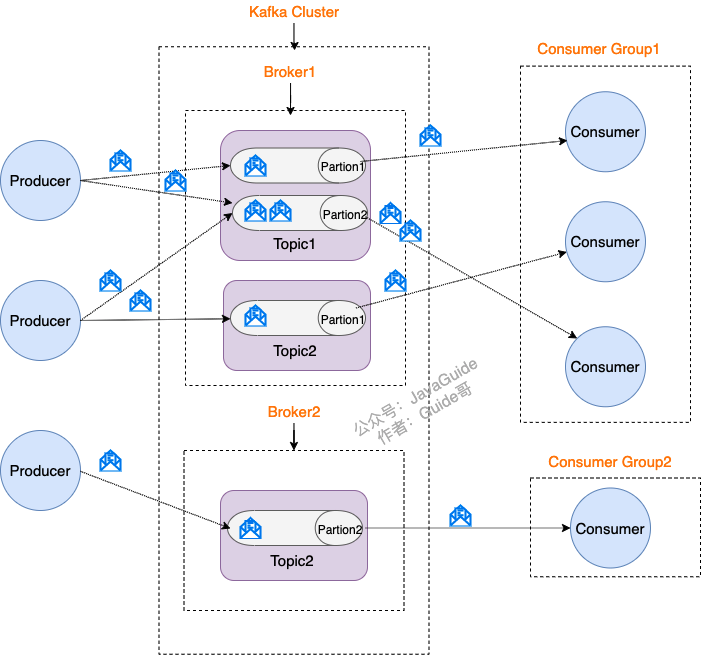 Kafka Cluster
Broker1
Consumer Group1
Producer
Partion1
Consumer
Partion2
Topic1
Consumer
Producer
Partion1
Topic2
Consumer
公众号：JavaGuide
作者：Guide哥
Broker2
Producer
Consumer Group2
Partion2
Consumer
Topic2